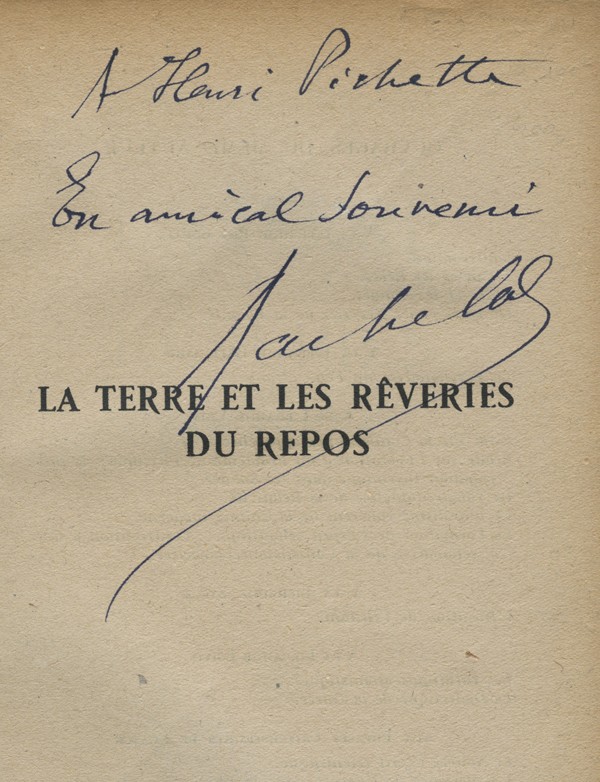 A Henri Pichette
En amical souvenir
Bachelard
LA TERRE ET LES RÊVERIES
DU REPOS